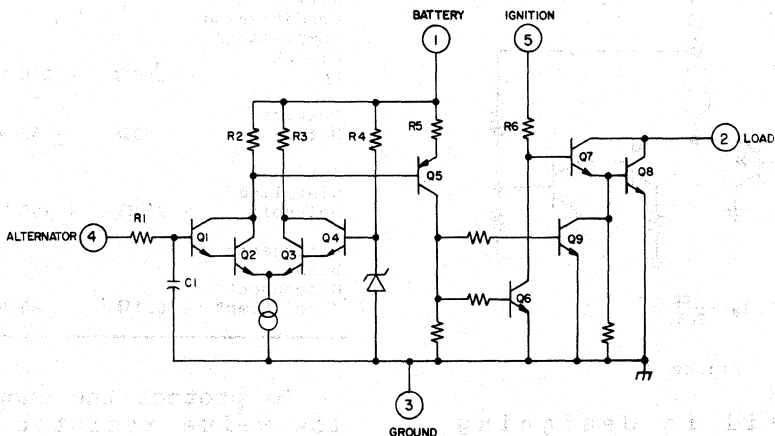 BATTERY
IGNITION
1
5
R2
R3
R4
R5
R6
2
LOAD
Q7
Q8
Q5
ALTERNATOR
4
R1
Q1
Q2
Q3
Q4
Q9
C1
Q6
3
GROUND